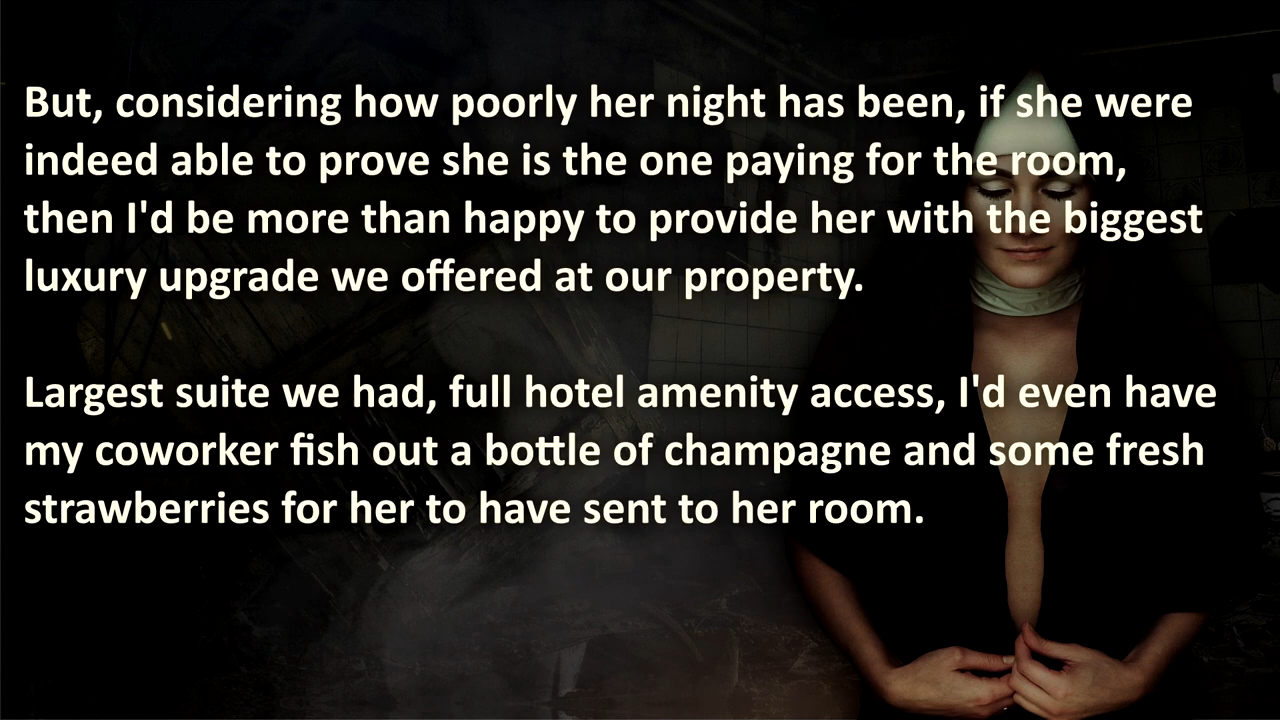 But, considering how poorly her night has been, if she were
indeed able to prove she is the one paying for the room,
then I'd be more than happy to provide her with the biggest
luxury upgrade we offered at our property.
Largest suite we had, full hotel amenity access, I'd even have
my coworker fish out a bottle of champagne and some fresh
strawberries for her to have sent to her room.